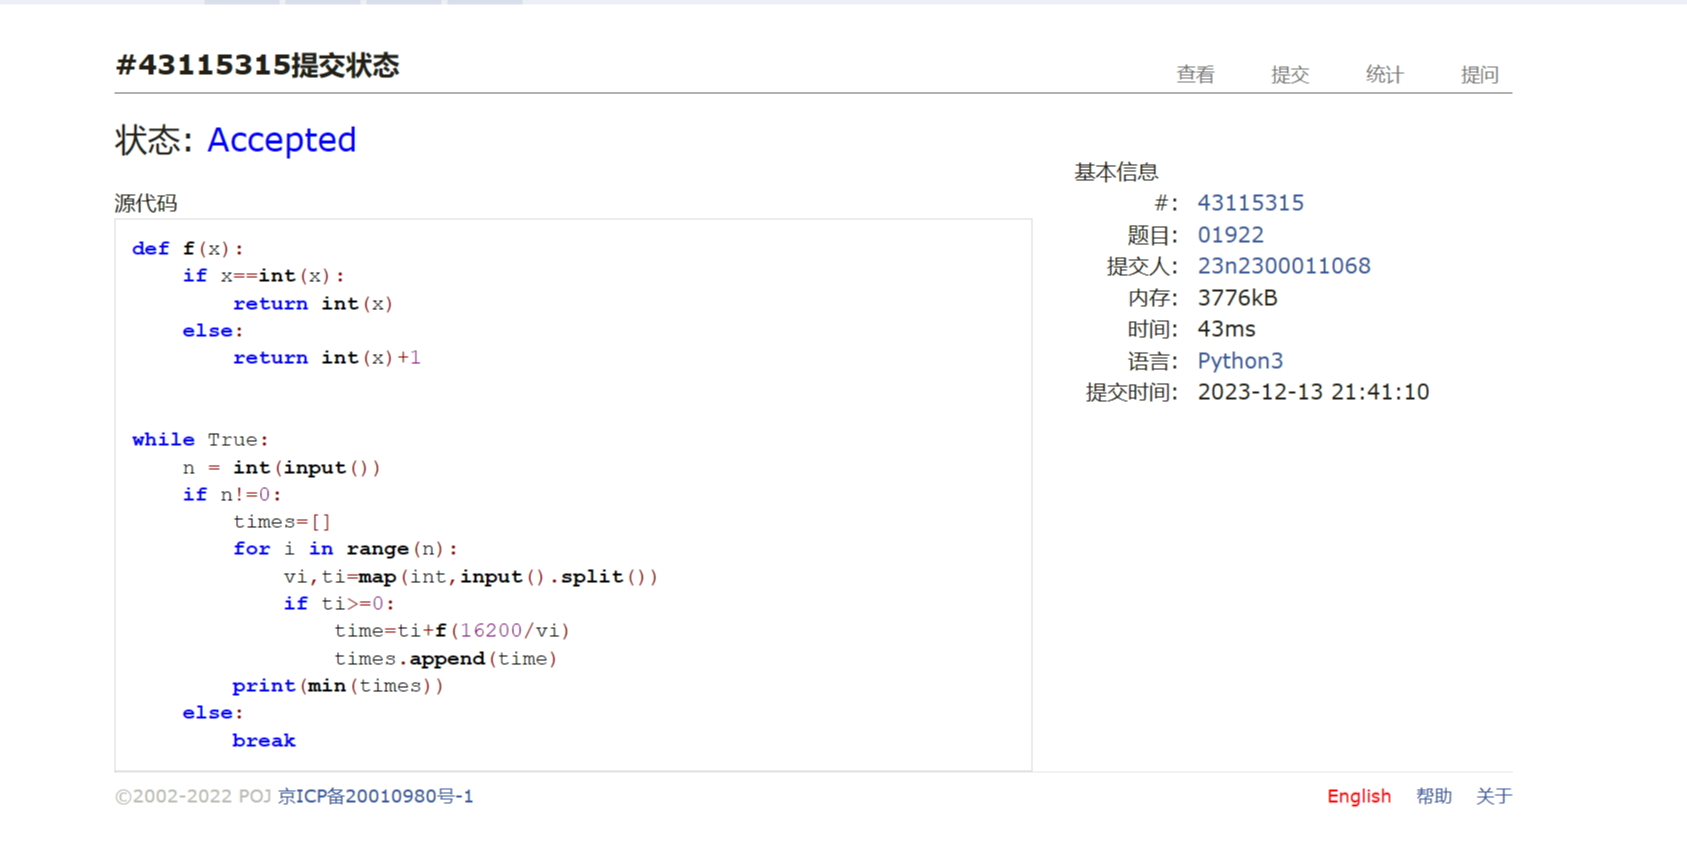 #43115315提交状态
查看 提交 统计 提问
状态: Accepted
源代码
def f(x):
    if x==int(x):
        return int(x)
    else:
        return int(x)+1
while True:
    n = int(input())
    if n!=0:
        times=[]
        for i in range(n):
            vi,ti=map(int,input().split())
            if ti>=0:
                time=ti+f(16200/vi)
                times.append(time)
        print(min(times))
    else:
        break
基本信息
#: 43115315
题目: 01922
提交人: 23n2300011068
内存: 3776kB
时间: 43ms
语言: Python3
提交时间: 2023-12-13 21:41:10
©2002-2022 POJ 京ICP备20010980号-1
English 帮助 关于